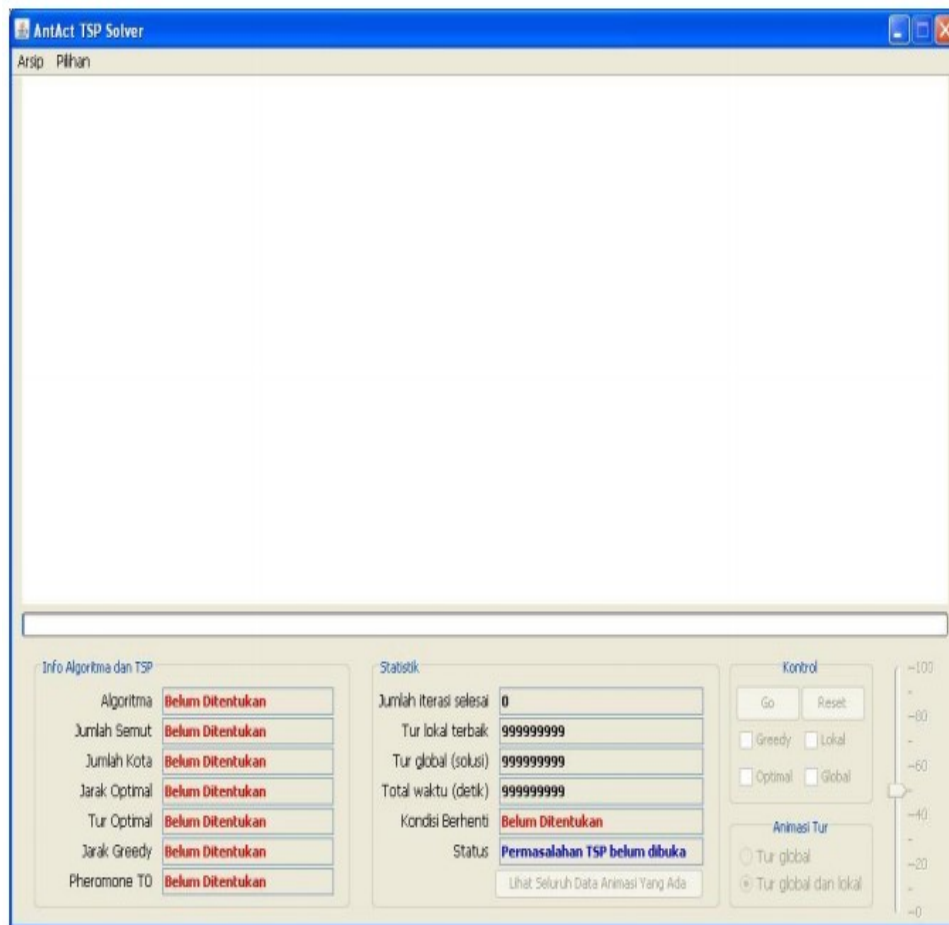 AntAct TSP Solver
Arsip Pilihan
Info Algoritma dan TSP
Algoritma Belum Ditentukan
Jumlah Semut Belum Ditentukan
Jumlah Kota Belum Ditentukan
Jarak Optimal Belum Ditentukan
Tur Optimal Belum Ditentukan
Jarak Greedy Belum Ditentukan
Pheromone T0 Belum Ditentukan
Statistik
Jumlah iterasi selesai 0
Tur lokal terbaik 999999999
Tur global (solusi) 999999999
Total waktu (detik) 999999999
Kondisi Berhenti Belum Ditentukan
Status Permasalahan TSP belum dibuka
Lihat Seluruh Data Animasi Yang Ada
Kontrol
Go Reset
Greedy Lokal
Optimal Global
Animasi Tur
Tur global
Tur global dan lokal
100
80
60
40
20
0